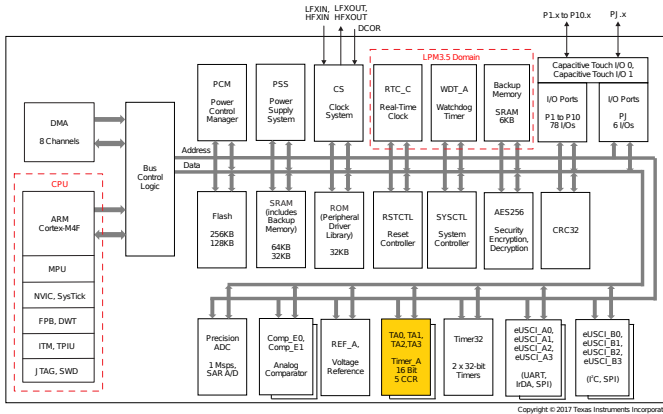 LFXIN,
HFXIN
LFXOUT,
HFXOUT
DCOR
P1.x to P10.x
PJ.x
LPM3.5 Domain
Capacitive Touch I/O 0,
Capacitive Touch I/O 1
PCM
Power
Control
Manager
PSS
Power
Supply
System
CS
Clock
System
RTC_C
Real-Time
Clock
WDT_A
Watchdog
Timer
Backup
Memory
SRAM
6KB
I/O Ports
P1 to P10
78 I/Os
I/O Ports
PJ
6 I/Os
DMA
8 Channels
Bus
Control
Logic
Address
Data
CPU
ARM
Cortex-M4F
MPU
NVIC, SysTick
FPB, DWT
ITM, TPIU
JTAG, SWD
Flash
256KB
128KB
SRAM
(includes
Backup
Memory)
64KB
32KB
ROM
(Peripheral
Driver
Library)
32KB
RSTCTL
Reset
Controller
SYSCTL
System
Controller
AES256
Security
Encryption,
Decryption
CRC32
Precision
ADC
1 Msps,
SAR A/D
Comp_E0,
Comp_E1
Analog
Comparator
REF_A,
Voltage
Reference
TA0, TA1,
TA2,TA3
Timer_A
16 Bit
5 CCR
Timer32
2 x 32-bit
Timers
eUSCI_A0,
eUSCI_A1,
eUSCI_A2,
eUSCI_A3
(UART,
IrDA, SPI)
eUSCI_B0,
eUSCI_B1,
eUSCI_B2,
eUSCI_B3
(I²C, SPI)
Copyright © 2017 Texas Instruments Incorporat